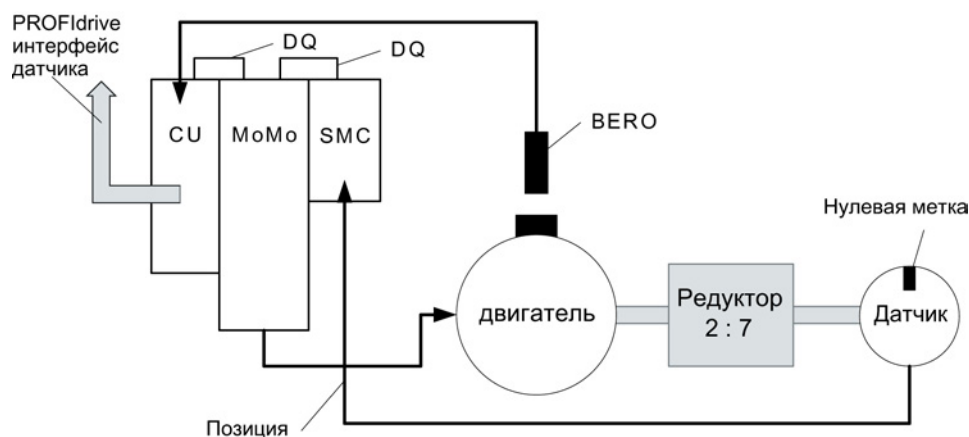 PROFIdrive
интерфейс
датчика
DQ
DQ
CU
MoMo
SMC
BERO
Нулевая метка
двигатель
Редуктор
2 : 7
Датчик
Позиция